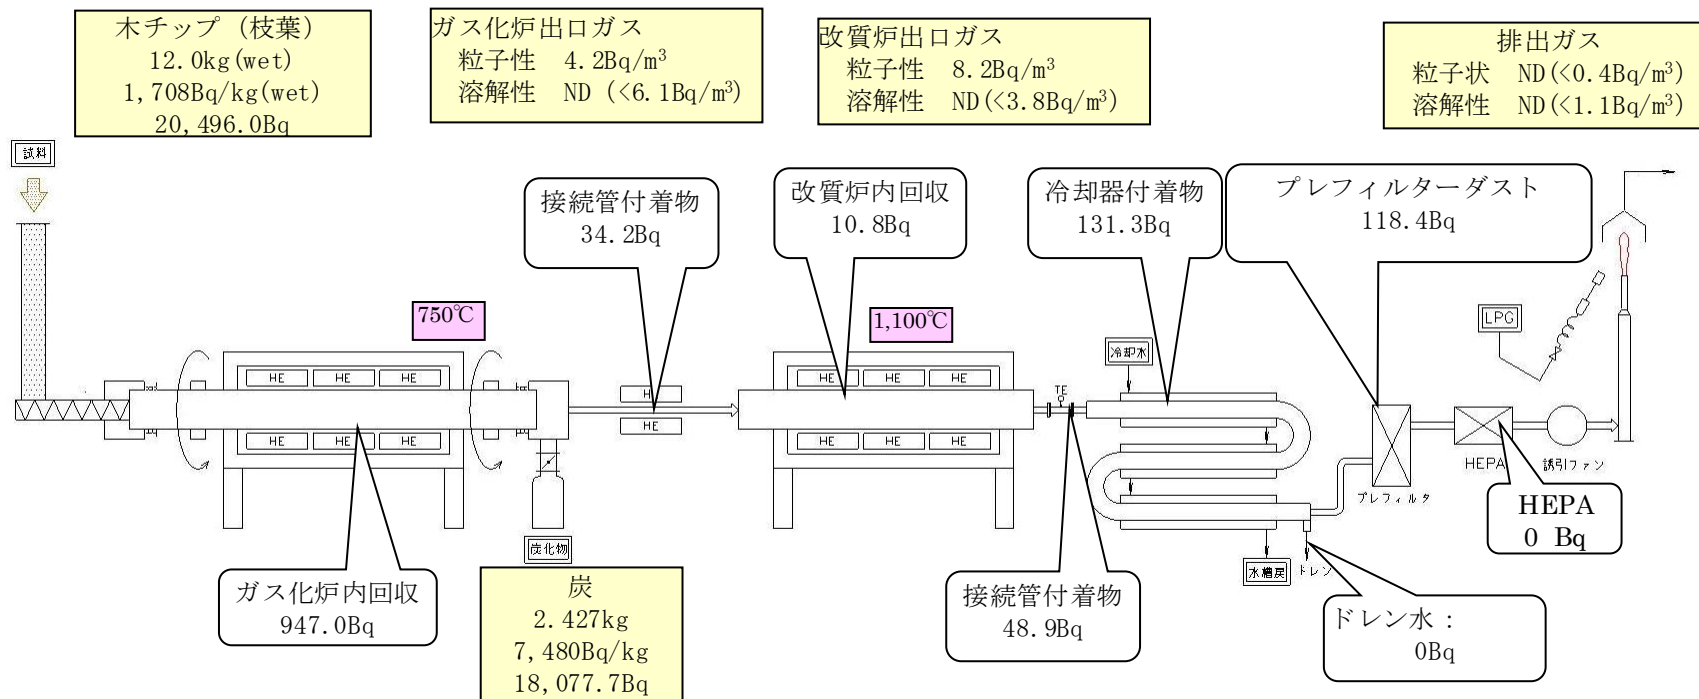 木チップ（枝葉）
12.0kg(wet)
1,708Bq/kg(wet)
20,496.0Bq
ガス化炉出口ガス
粒子性　4.2Bq/m³
溶解性　ND（<6.1Bq/m³）
改質炉出口ガス
粒子性　8.2Bq/m³
溶解性　ND(<3.8Bq/m³)
排出ガス
粒子状　ND(<0.4Bq/m³)
溶解性　ND(<1.1Bq/m³)
試料
接続管付着物
34.2Bq
改質炉内回収
10.8Bq
冷却器付着物
131.3Bq
プレフィルターダスト
118.4Bq
750℃
1,100℃
LPG
冷却水
HE HE HE
HE
HE HE HE
TE
HE HE HE
HE
HE HE HE
プレフィルタ
HEPA
誘引ファン
HEPA
0 Bq
炭化物
水槽戻
ドレン
ガス化炉内回収
947.0Bq
炭
2.427kg
7,480Bq/kg
18,077.7Bq
接続管付着物
48.9Bq
ドレン水：
0Bq